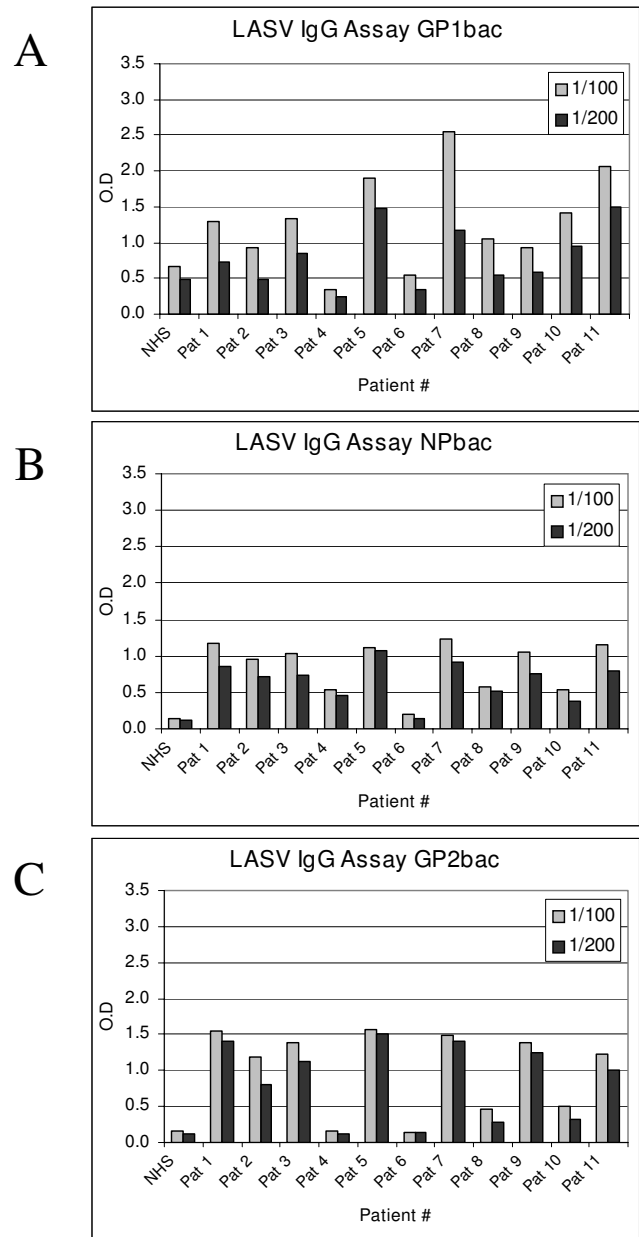 A
LASV IgG Assay GP1bac
3.5
3.0
2.5
2.0
1.5
1.0
0.5
0.0
O.D
1/100
1/200
NHS
Pat 1
Pat 2
Pat 3
Pat 4
Pat 5
Pat 6
Pat 7
Pat 8
Pat 9
Pat 10
Pat 11
Patient #
B
LASV IgG Assay NPbac
3.5
3.0
2.5
2.0
1.5
1.0
0.5
0.0
O.D
1/100
1/200
NHS
Pat 1
Pat 2
Pat 3
Pat 4
Pat 5
Pat 6
Pat 7
Pat 8
Pat 9
Pat 10
Pat 11
Patient #
C
LASV IgG Assay GP2bac
3.5
3.0
2.5
2.0
1.5
1.0
0.5
0.0
O.D
1/100
1/200
NHS
Pat 1
Pat 2
Pat 3
Pat 4
Pat 5
Pat 6
Pat 7
Pat 8
Pat 9
Pat 10
Pat 11
Patient #